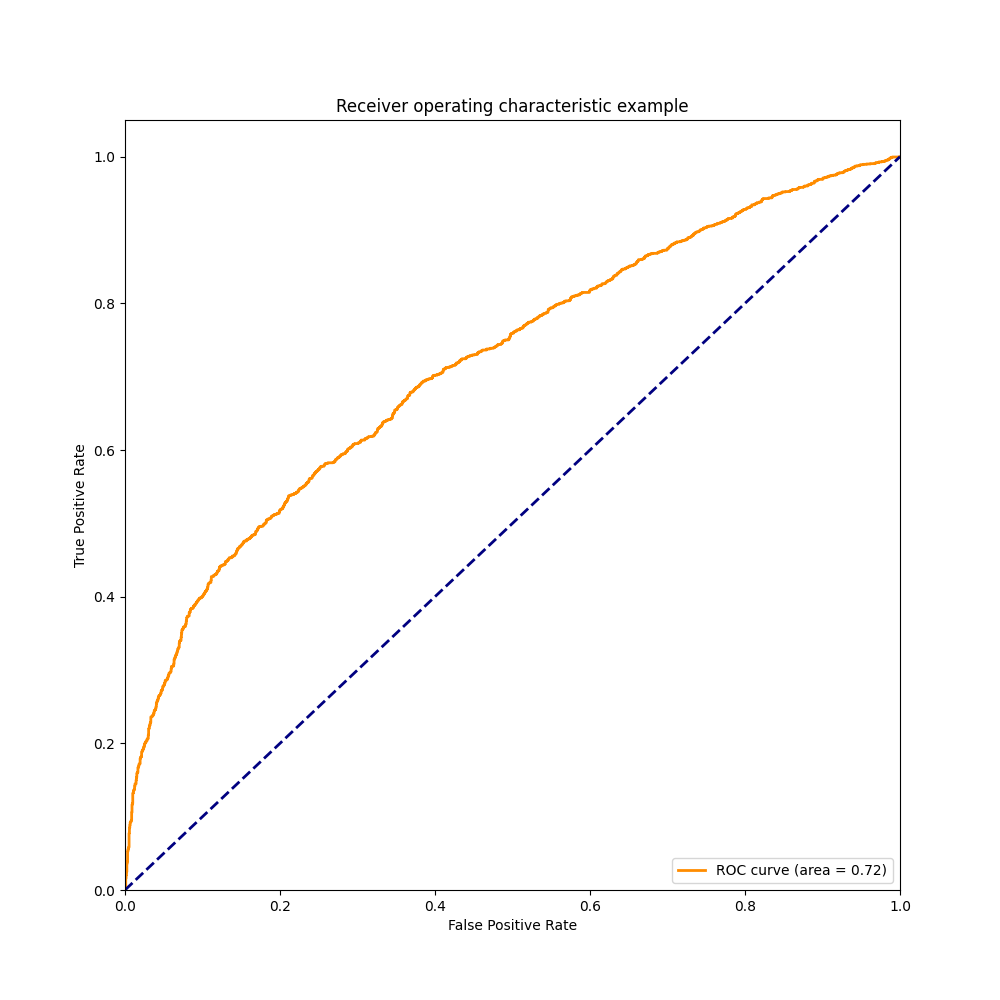 Receiver operating characteristic example
1.0
0.8
0.6
0.4
0.2
0.0
True Positive Rate
ROC curve (area = 0.72)
0.0 0.2 0.4 0.6 0.8 1.0
False Positive Rate